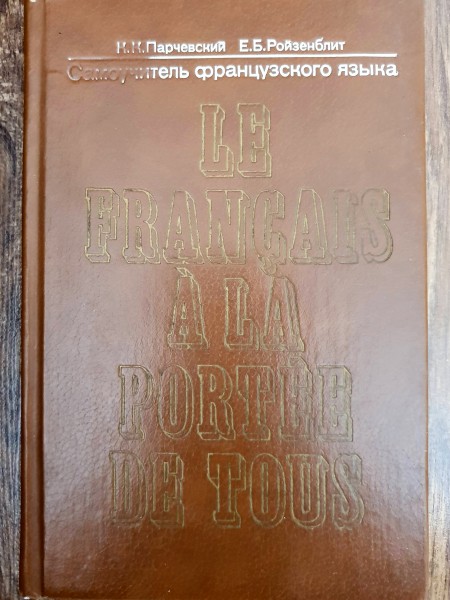 К.К.Парчевский Е.Б.Ройзенблит
Самоучитель французского языка
LE
FRANÇAIS
À LA
PORTÉE
DE TOUS